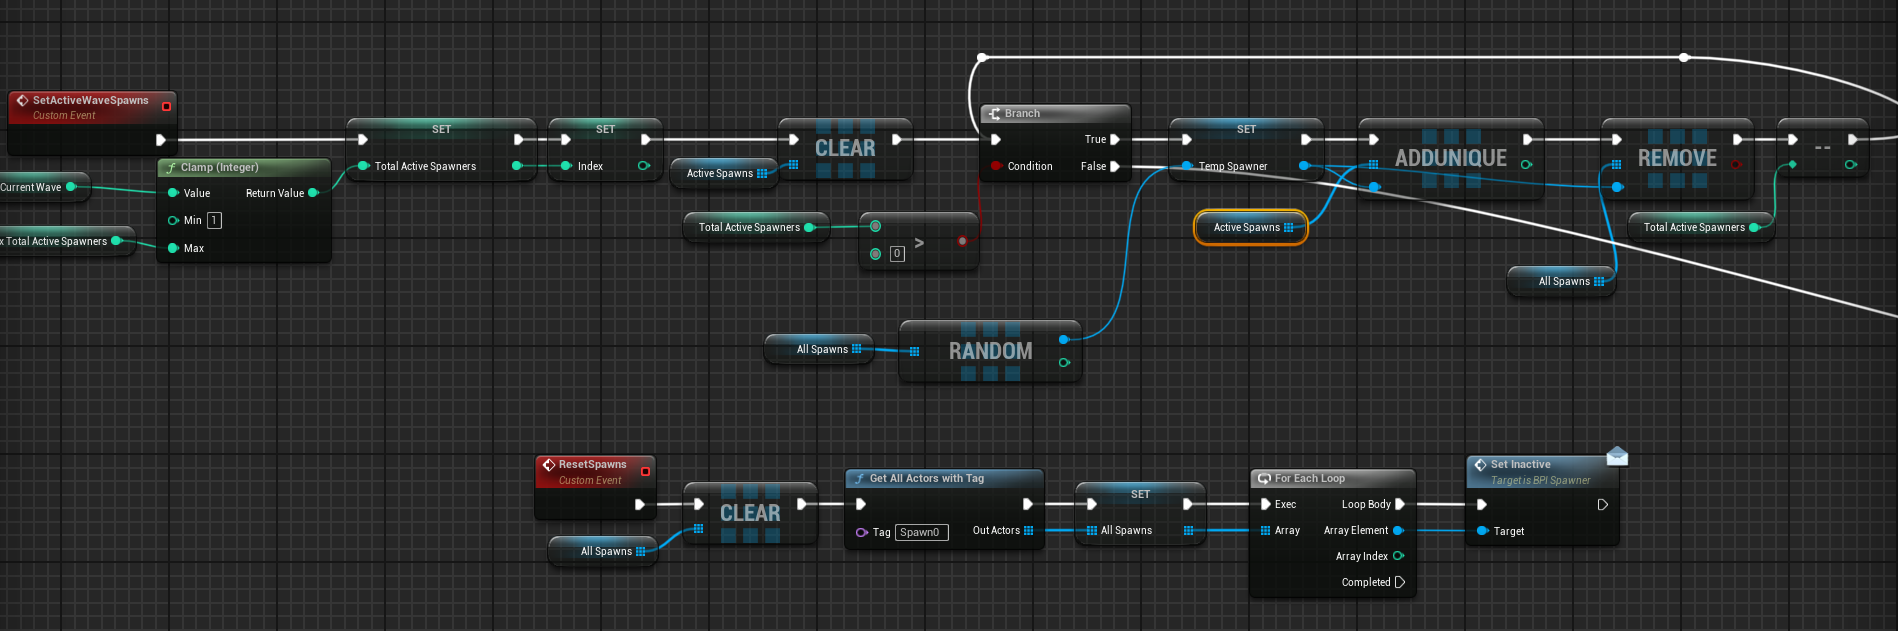 SetActiveWaveSpawns
Custom Event
Current Wave
x Total Active Spawners
Clamp (Integer)
Value
Return Value
Min 1
Max
SET
Total Active Spawners
SET
Index
Active Spawns
CLEAR
Total Active Spawners
0
>
Branch
True
Condition
False
SET
Temp Spawner
Active Spawns
ADDUNIQUE
REMOVE
All Spawns
--
Total Active Spawners
All Spawns
RANDOM
ResetSpawns
Custom Event
All Spawns
CLEAR
Get All Actors with Tag
Tag Spawn0
Out Actors
SET
All Spawns
For Each Loop
Exec
Loop Body
Array
Array Element
Array Index
Completed
Set Inactive
Target is BPI Spawner
Target